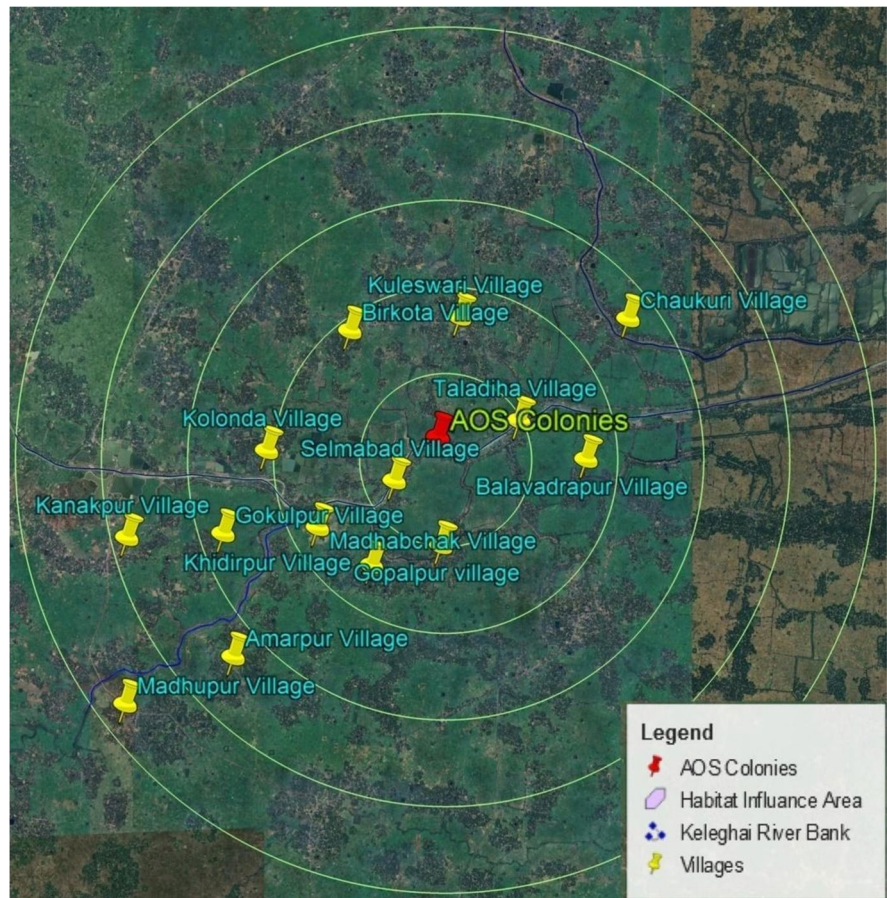 Kuleswari Village
Chaukuri Village
Birkota Village
Taladiha Village
Kolonda Village
AOS Colonies
Selmabad Village
Balavadrapur Village
Kanakpur Village
Gokulpur Village
Madhabchak Village
Khidirpur Village
Gopalpur village
Amarpur Village
Madhupur Village
Legend
AOS Colonies
Habitat Influance Area
Keleghai River Bank
Villages